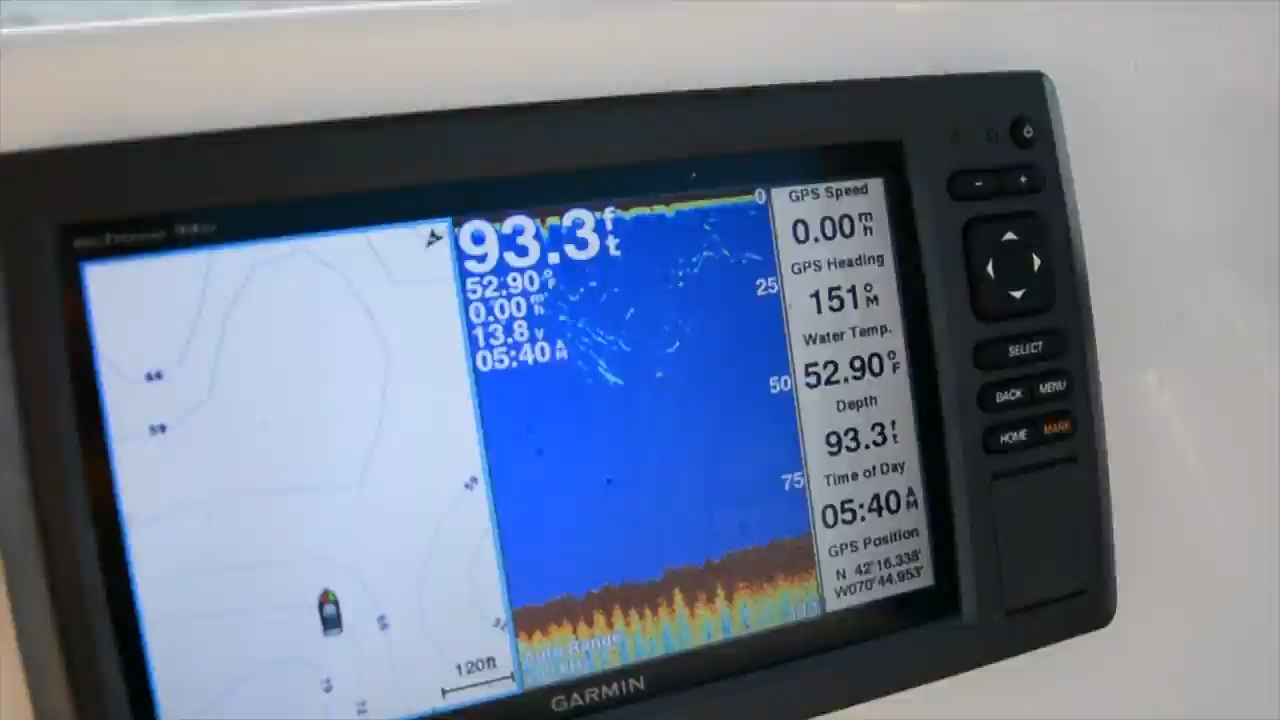 93.3 ft
52.90°F
0.00 mh
13.8 v
05:40 AM
0
25
50
75
Auto Range
120ft
GPS Speed
0.00 mh
GPS Heading
151°M
Water Temp.
52.90°F
Depth
93.3 ft
Time of Day
05:40 AM
GPS Position
N 42°16.338'
W070°44.953'
- +
SELECT
BACK MENU
HOME MARK
GARMIN